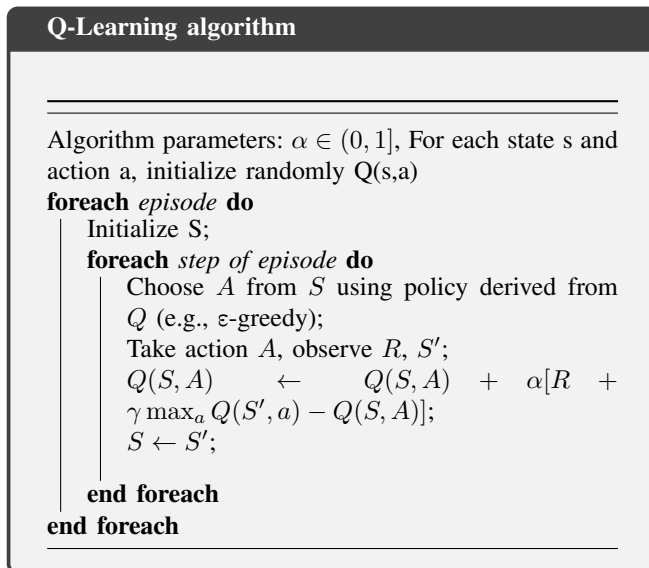 Q-Learning algorithm
Algorithm parameters: α ∈ (0, 1], For each state s and
action a, initialize randomly Q(s,a)
foreach episode do
Initialize S;
foreach step of episode do
Choose A from S using policy derived from
Q (e.g., ε-greedy);
Take action A, observe R, S′;
Q(S, A) ← Q(S, A) + α[R +
γ maxₐ Q(S′, a) − Q(S, A)];
S ← S′;
end foreach
end foreach